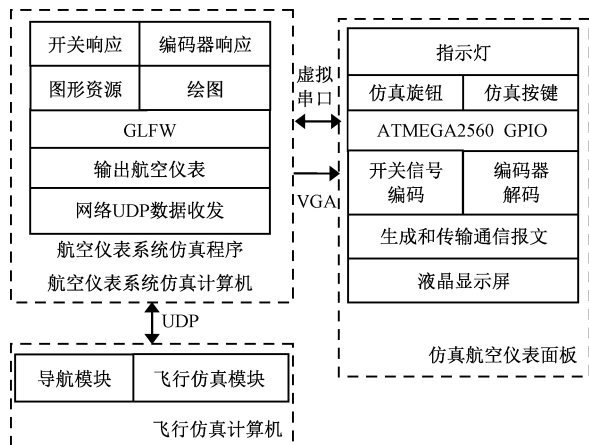 开关响应 编码器响应
图形资源 绘图
GLFW
输出航空仪表
网络UDP数据收发
航空仪表系统仿真程序
航空仪表系统仿真计算机
虚拟
串口
VGA
指示灯
仿真旋钮 仿真按键
ATMEGA2560 GPIO
开关信号
编码
编码器
解码
生成和传输通信报文
液晶显示屏
仿真航空仪表面板
UDP
导航模块 飞行仿真模块
飞行仿真计算机